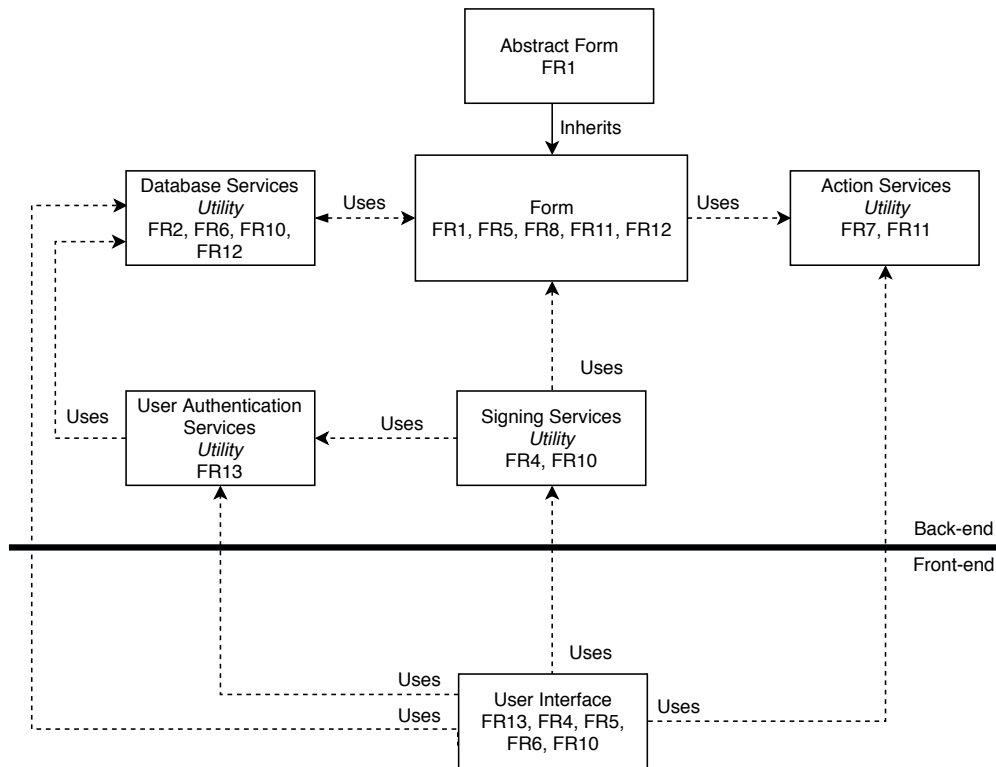 Abstract Form
FR1
Inherits
Database Services
Utility
FR2, FR6, FR10,
FR12
Uses
Form
FR1, FR5, FR8, FR11, FR12
Uses
Action Services
Utility
FR7, FR11
Uses
Uses
User Authentication
Services
Utility
FR13
Uses
Signing Services
Utility
FR4, FR10
Back-end
Front-end
Uses
Uses
Uses
User Interface
FR13, FR4, FR5,
FR6, FR10
Uses